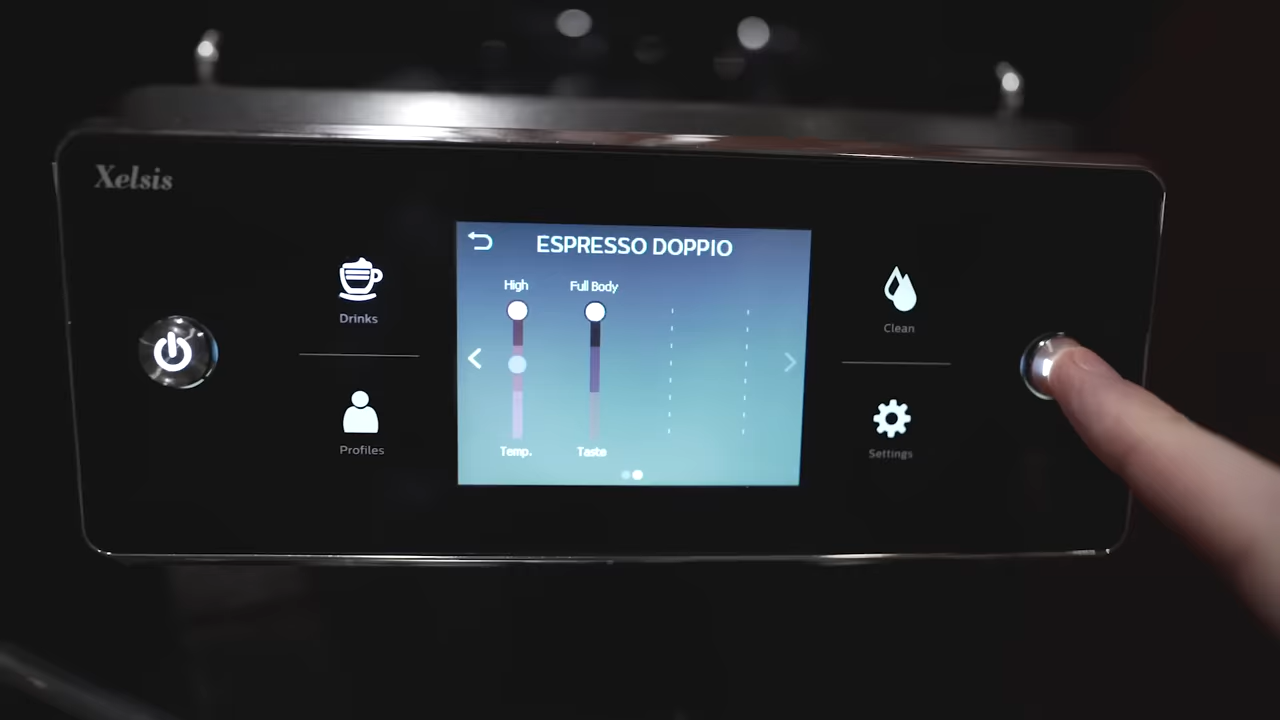 Xelsis
ESPRESSO DOPPIO
High
Full Body
Drinks
Clean
Profiles
Temp.
Taste
Settings